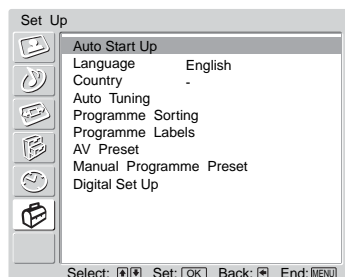 Set Up
Auto Start Up
Language English
Country -
Auto Tuning
Programme Sorting
Programme Labels
AV Preset
Manual Programme Preset
Digital Set Up
Select: Set: OK Back: End: MENU